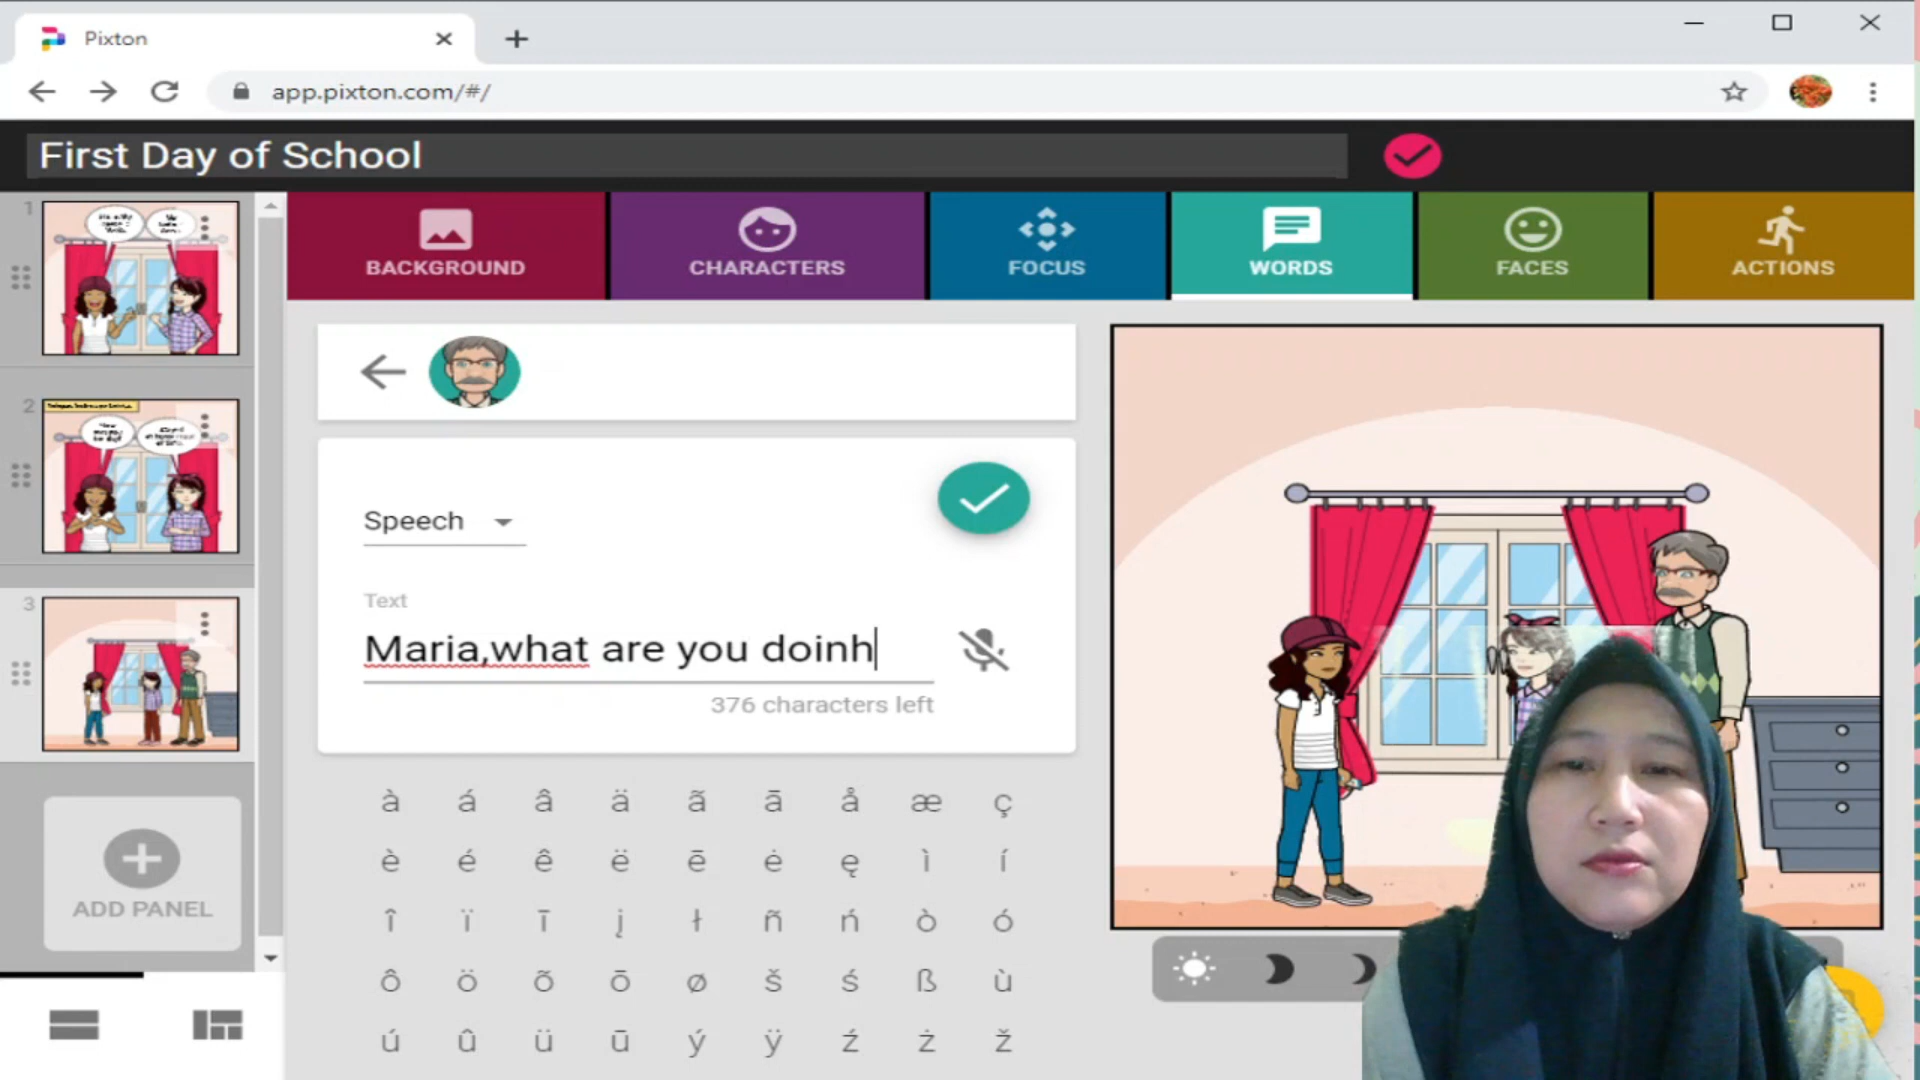 Pixton
app.pixton.com/#/
First Day of School
BACKGROUND
CHARACTERS
FOCUS
WORDS
FACES
ACTIONS
1
2
3
Speech
Text
Maria,what are you doinh
376 characters left
à á â ä ã ā å æ ç
è é ê ë ē ė ę ì í
î ï ī į ł ñ ń ò ó
ô ö õ ō ø š ś ß ù
ú û ü ū ý ÿ ź ż ž
ADD PANEL